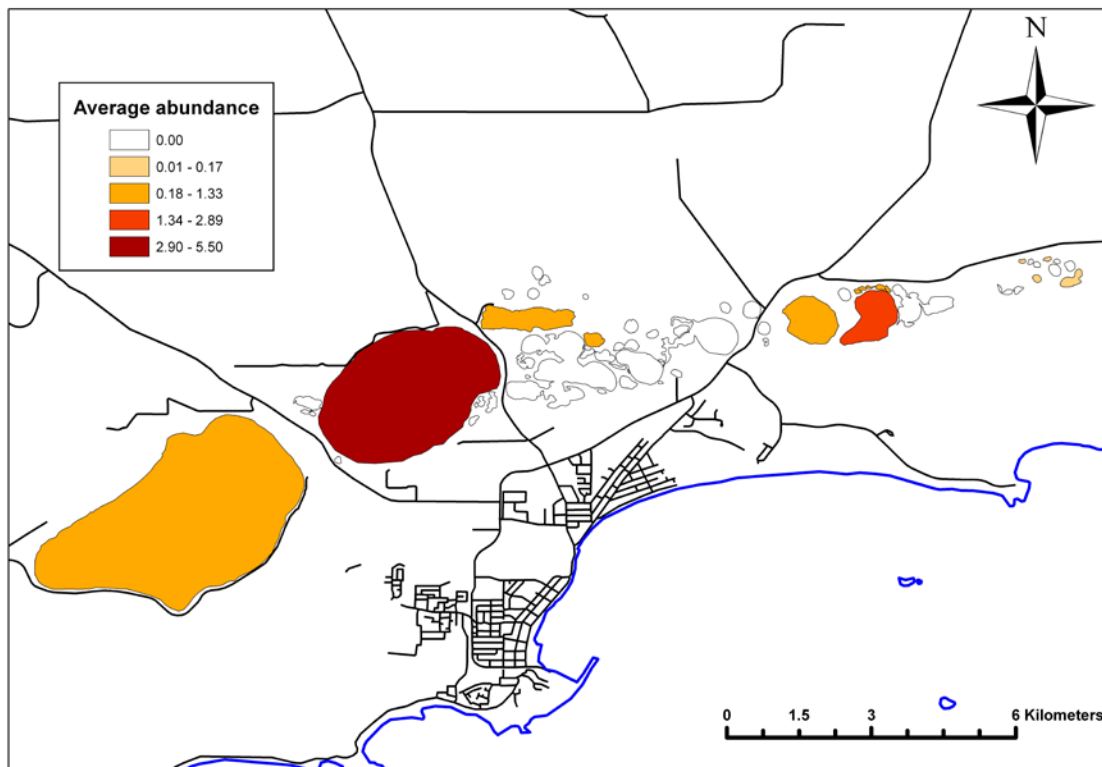 N
Average abundance
0.00
0.01 - 0.17
0.18 - 1.33
1.34 - 2.89
2.90 - 5.50
0 1.5 3 6 Kilometers